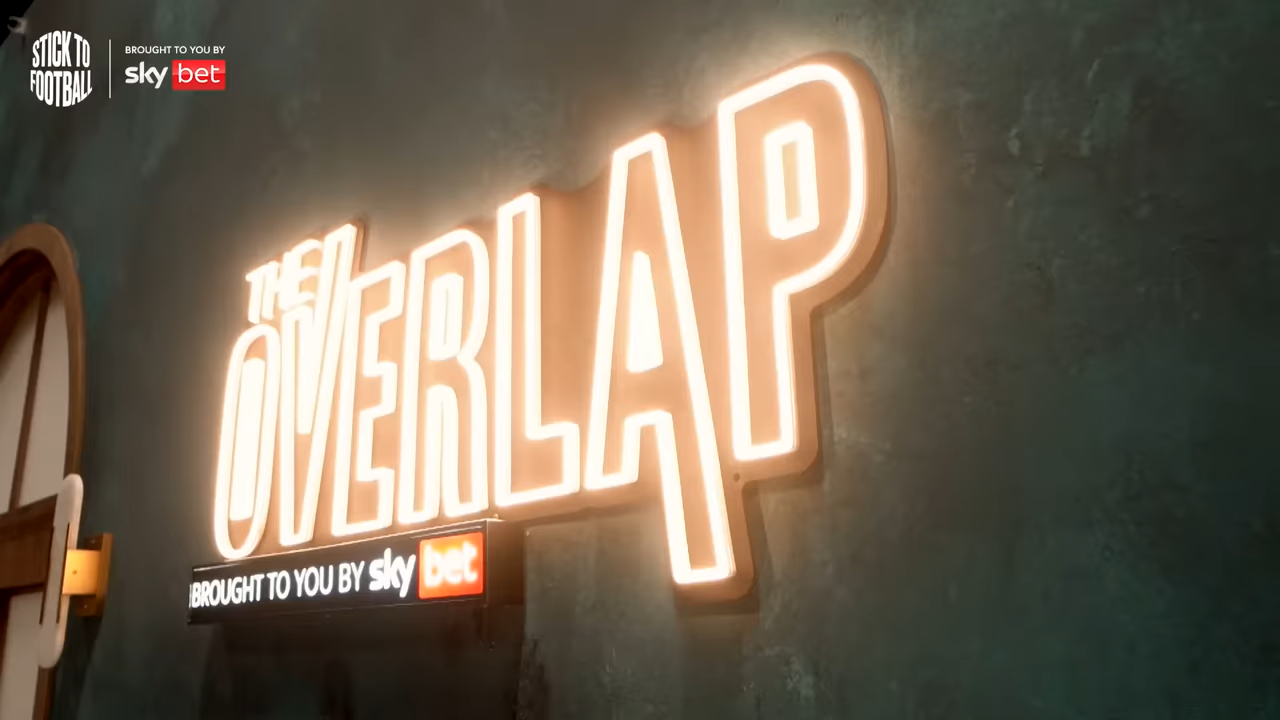 STICK TO
FOOTBALL
BROUGHT TO YOU BY
sky bet
THE
OVERLAP
BROUGHT TO YOU BY sky bet